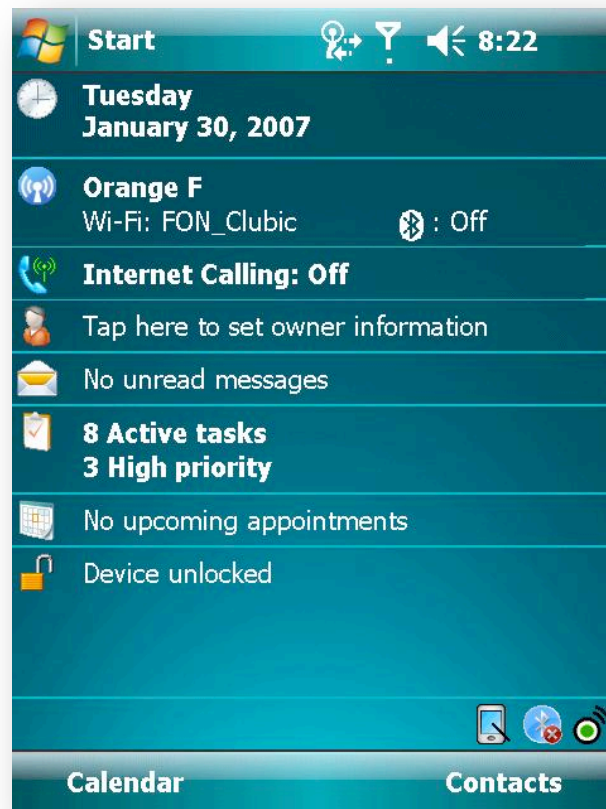 Start 8:22
Tuesday
January 30, 2007
Orange F
Wi-Fi: FON_Clubic : Off
Internet Calling: Off
Tap here to set owner information
No unread messages
8 Active tasks
3 High priority
No upcoming appointments
Device unlocked
Calendar Contacts